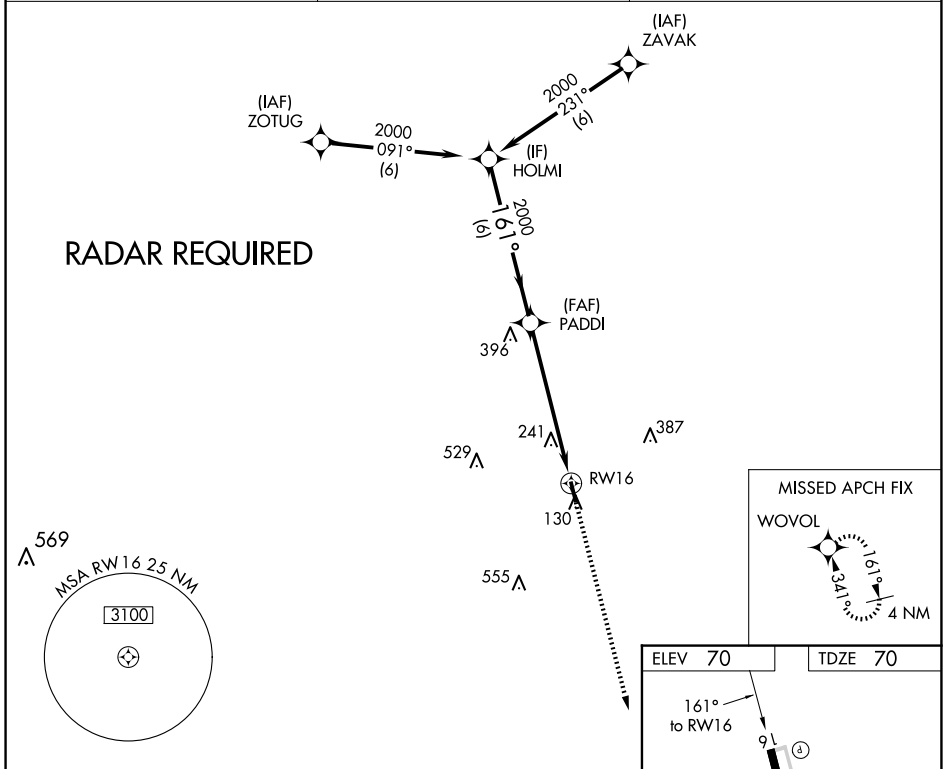 (IAF)
ZAVAK
2000
231°
(6)
(IAF)
ZOTUG
2000
091°
(6)
(IF)
HOLMI
2000
161°
(6)
RADAR REQUIRED
(FAF)
PADDI
396
241
387
529
RW16
130
MISSED APCH FIX
WOVOL
161°
341°
4 NM
569
MSA RW16 25 NM
3100
555
ELEV 70
TDZE 70
161°
to RW16
16
P